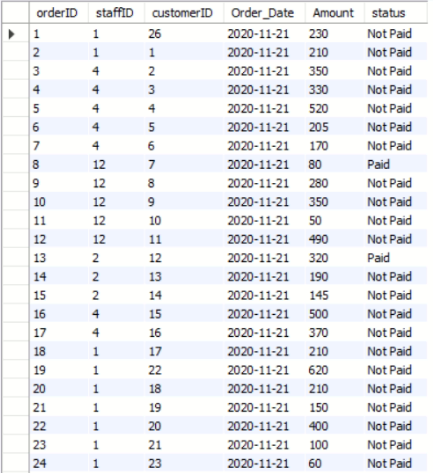 orderID staffID customerID Order_Date Amount status
1 1 26 2020-11-21 230 Not Paid
2 1 1 2020-11-21 210 Not Paid
3 4 2 2020-11-21 350 Not Paid
4 4 3 2020-11-21 330 Not Paid
5 4 4 2020-11-21 520 Not Paid
6 4 5 2020-11-21 205 Not Paid
7 4 6 2020-11-21 170 Not Paid
8 12 7 2020-11-21 80 Paid
9 12 8 2020-11-21 280 Not Paid
10 12 9 2020-11-21 350 Not Paid
11 12 10 2020-11-21 50 Not Paid
12 12 11 2020-11-21 490 Not Paid
13 2 12 2020-11-21 320 Paid
14 2 13 2020-11-21 190 Not Paid
15 2 14 2020-11-21 145 Not Paid
16 4 15 2020-11-21 500 Not Paid
17 4 16 2020-11-21 370 Not Paid
18 1 17 2020-11-21 210 Not Paid
19 1 22 2020-11-21 620 Not Paid
20 1 18 2020-11-21 210 Not Paid
21 1 19 2020-11-21 150 Not Paid
22 1 20 2020-11-21 400 Not Paid
23 1 21 2020-11-21 100 Not Paid
24 1 23 2020-11-21 60 Not Paid